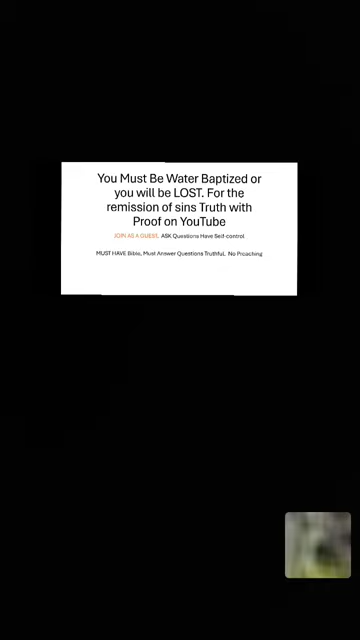 You Must Be Water Baptized or
you will be LOST. For the
remission of sins Truth with
Proof on YouTube
JOIN AS A GUEST. ASK Questions Have Self-control
MUST HAVE Bible, Must Answer Questions Truthful. No Preaching